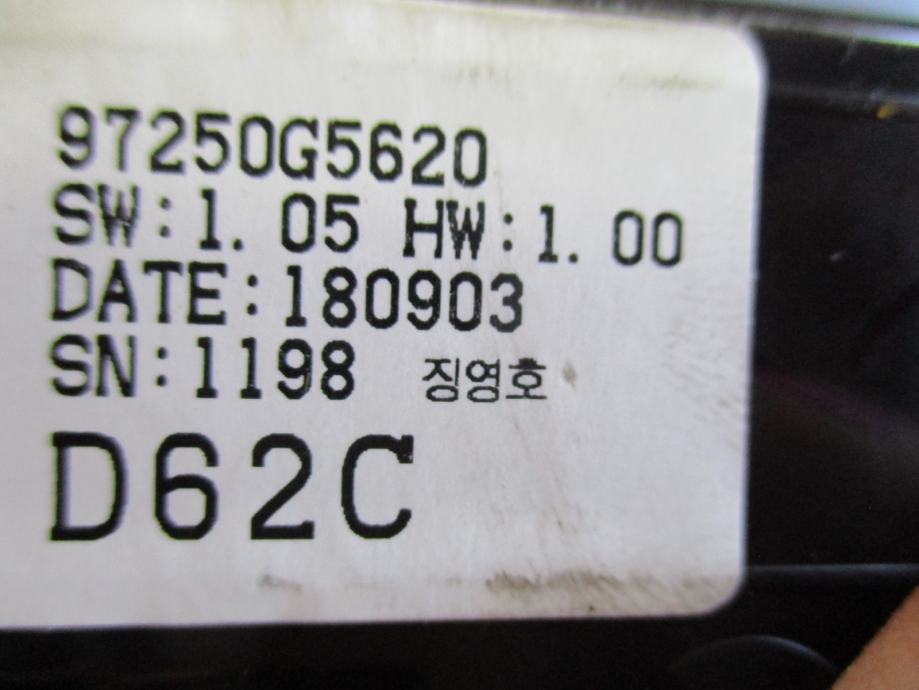 97250G5620
SW:1. 05 HW:1. 00
DATE:180903
SN:1198 징영호
D62C